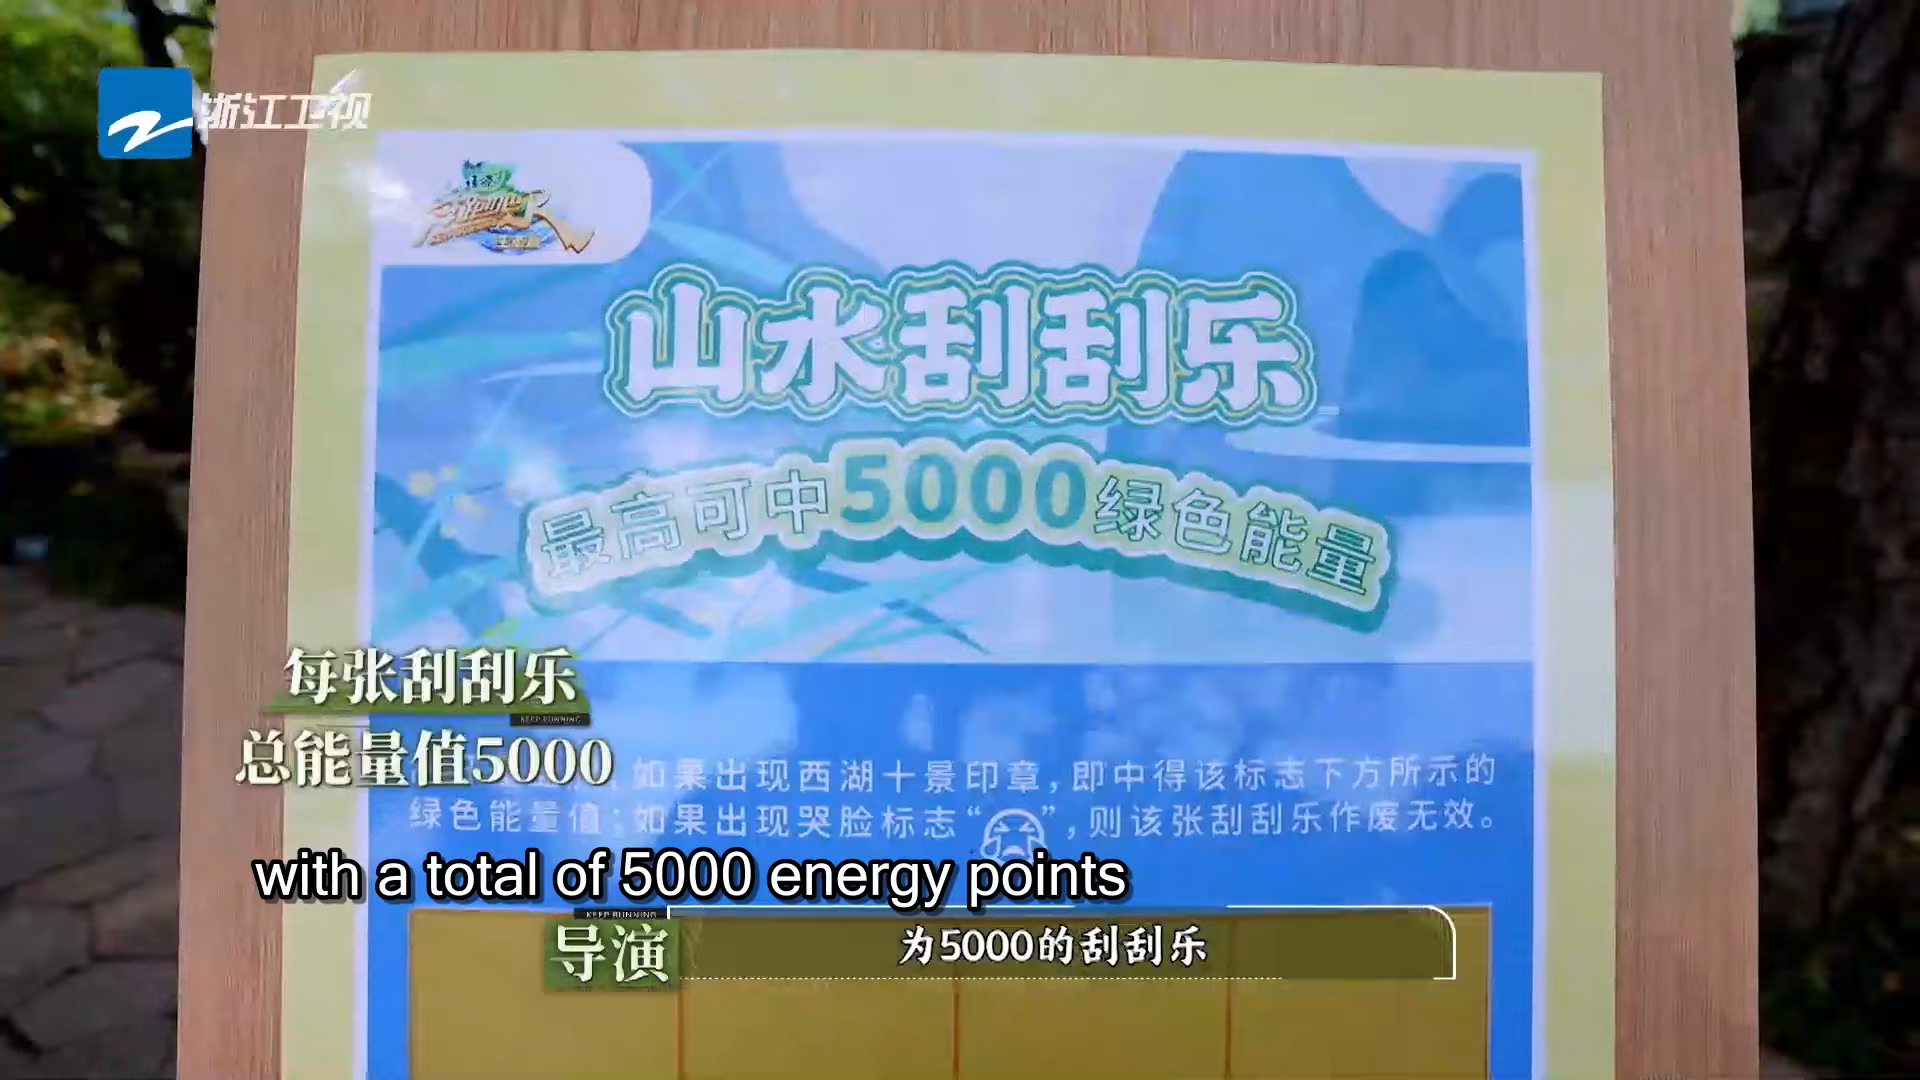 浙江卫视
山水刮刮乐
最高可中5000绿色能量
每张刮刮乐
KEEP RUNNING
总能量值5000
如果出现西湖十景印章，即中得该标志下方所示的
绿色能量值；如果出现哭脸标志“ ”，则该张刮刮乐作废无效。
with a total of 5000 energy points
KEEP RUNNING
导演
为5000的刮刮乐